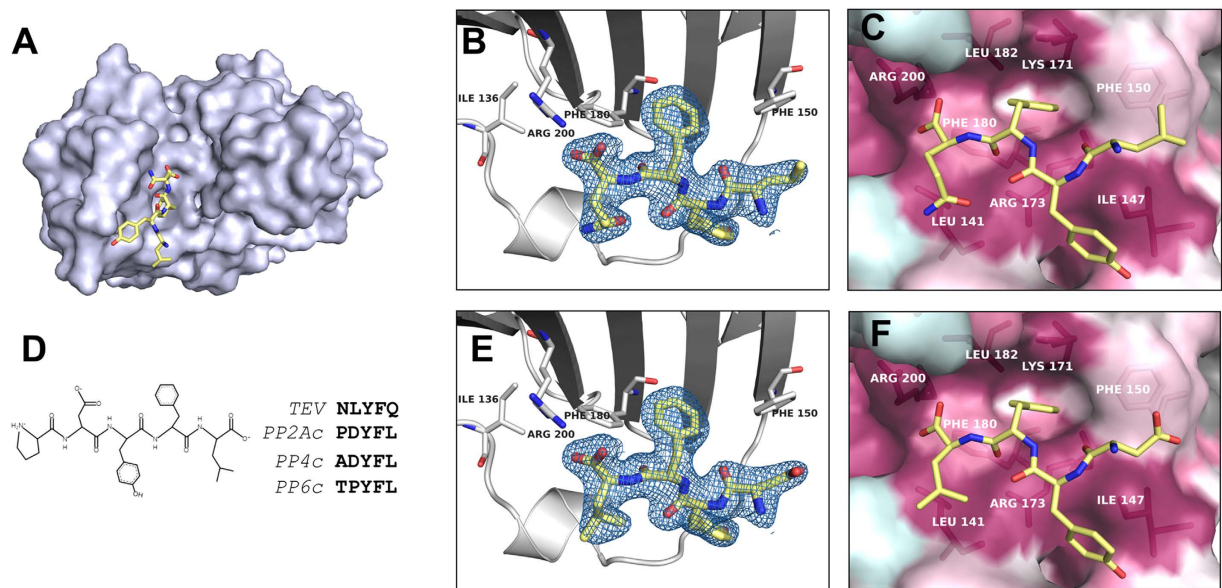 A
B
ILE 136
ARG 200
PHE 180
PHE 150
C
LEU 182
LYS 171
ARG 200
PHE 150
PHE 180
ARG 173
ILE 147
LEU 141
D
O-
O
O
O
O
H
N
H
N
H₂N+
N
H
N
H
O
O
O-
OH
TEV NLYFQ
PP2Ac PDYFL
PP4c ADYFL
PP6c TPYFL
E
ILE 136
ARG 200
PHE 180
PHE 150
F
LEU 182
LYS 171
ARG 200
PHE 150
PHE 180
ARG 173
ILE 147
LEU 141